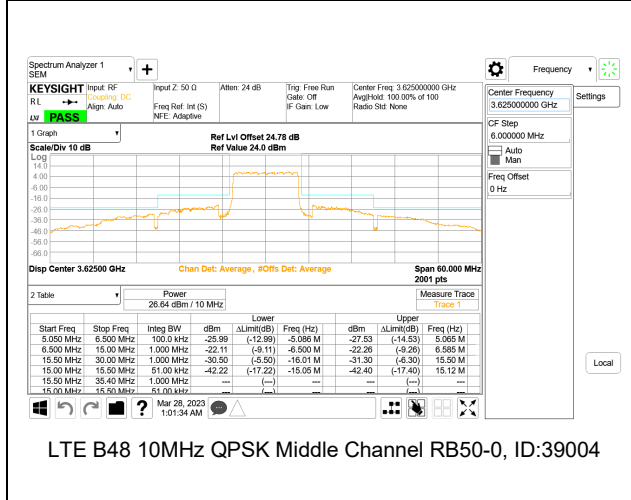 Spectrum Analyzer 1
SEM
+
Frequency
KEYSIGHT
RL
LXI
PASS
Input: RF
Coupling: DC
Align: Auto
Input Z: 50 Ω
Freq Ref: Int (S)
NFE: Adaptive
Atten: 24 dB
Trig: Free Run
Gate: Off
IF Gain: Low
Center Freq: 3.625000000 GHz
Avg|Hold: 100.00% of 100
Radio Std: None
Center Frequency
3.625000000 GHz
Settings
CF Step
6.000000 MHz
Auto
Man
Freq Offset
0 Hz
1 Graph
Scale/Div 10 dB
Ref Lvl Offset 24.78 dB
Ref Value 24.0 dBm
Log
14.0
4.00
-6.00
-16.0
-26.0
-36.0
-46.0
-56.0
-66.0
Disp Center 3.62500 GHz
Chan Det: Average, #Offs Det: Average
Span 60.000 MHz
2001 pts
2 Table
Power
26.64 dBm / 10 MHz
Measure Trace
Trace 1
Lower Upper
Start Freq Stop Freq Integ BW dBm ΔLimit(dB) Freq (Hz) dBm ΔLimit(dB) Freq (Hz)
5.050 MHz 6.500 MHz 100.0 kHz -25.99 (-12.99) -5.086 M -27.53 (-14.53) 5.065 M
6.500 MHz 15.00 MHz 1.000 MHz -22.11 (-9.11) -6.500 M -22.26 (-9.26) 6.585 M
15.50 MHz 30.00 MHz 1.000 MHz -30.50 (-5.50) -16.01 M -31.30 (-6.30) 15.50 M
15.00 MHz 15.50 MHz 51.00 kHz -42.22 (-17.22) -15.05 M -42.40 (-17.40) 15.12 M
15.50 MHz 35.40 MHz 1.000 MHz --- (---) --- --- (---) ---
15.00 MHz 15.50 MHz 51.00 kHz --- (---) --- --- (---) ---
Local
?
Mar 28, 2023
1:01:34 AM
LTE B48 10MHz QPSK Middle Channel RB50-0, ID:39004